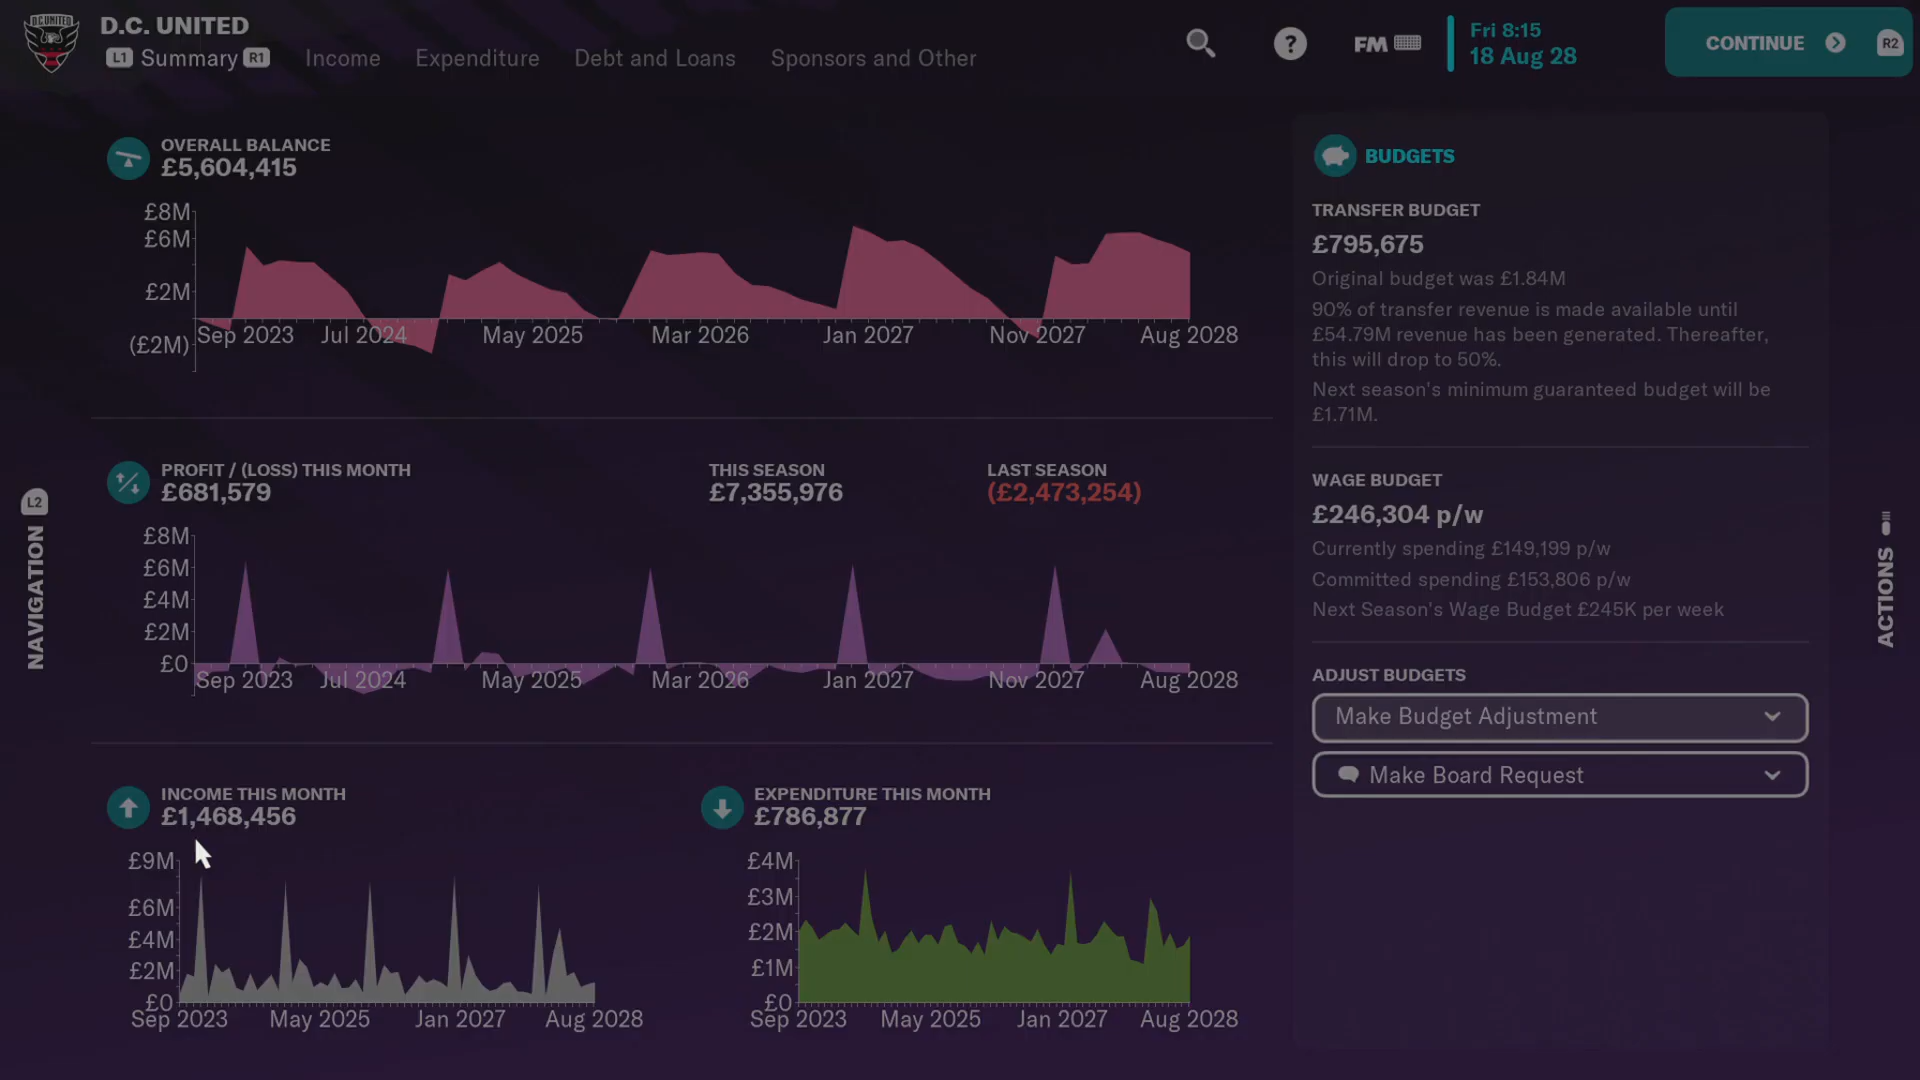 D.C. UNITED
L1 Summary R1 Income Expenditure Debt and Loans Sponsors and Other
? FM Fri 8:15
18 Aug 28
CONTINUE R2
OVERALL BALANCE
£5,604,415
£8M
£6M
£2M
(£2M)
Sep 2023 Jul 2024 May 2025 Mar 2026 Jan 2027 Nov 2027 Aug 2028
PROFIT / (LOSS) THIS MONTH
£681,579
THIS SEASON
£7,355,976
LAST SEASON
(£2,473,254)
£8M
£6M
£4M
£2M
£0
Sep 2023 Jul 2024 May 2025 Mar 2026 Jan 2027 Nov 2027 Aug 2028
INCOME THIS MONTH
£1,468,456
£9M
£6M
£4M
£2M
£0
Sep 2023 May 2025 Jan 2027 Aug 2028
EXPENDITURE THIS MONTH
£786,877
£4M
£3M
£2M
£1M
£0
Sep 2023 May 2025 Jan 2027 Aug 2028
BUDGETS
TRANSFER BUDGET
£795,675
Original budget was £1.84M
90% of transfer revenue is made available until
£54.79M revenue has been generated. Thereafter,
this will drop to 50%.
Next season's minimum guaranteed budget will be
£1.71M.
WAGE BUDGET
£246,304 p/w
Currently spending £149,199 p/w
Committed spending £153,806 p/w
Next Season's Wage Budget £245K per week
ADJUST BUDGETS
Make Budget Adjustment
Make Board Request
L2
NAVIGATION
ACTIONS